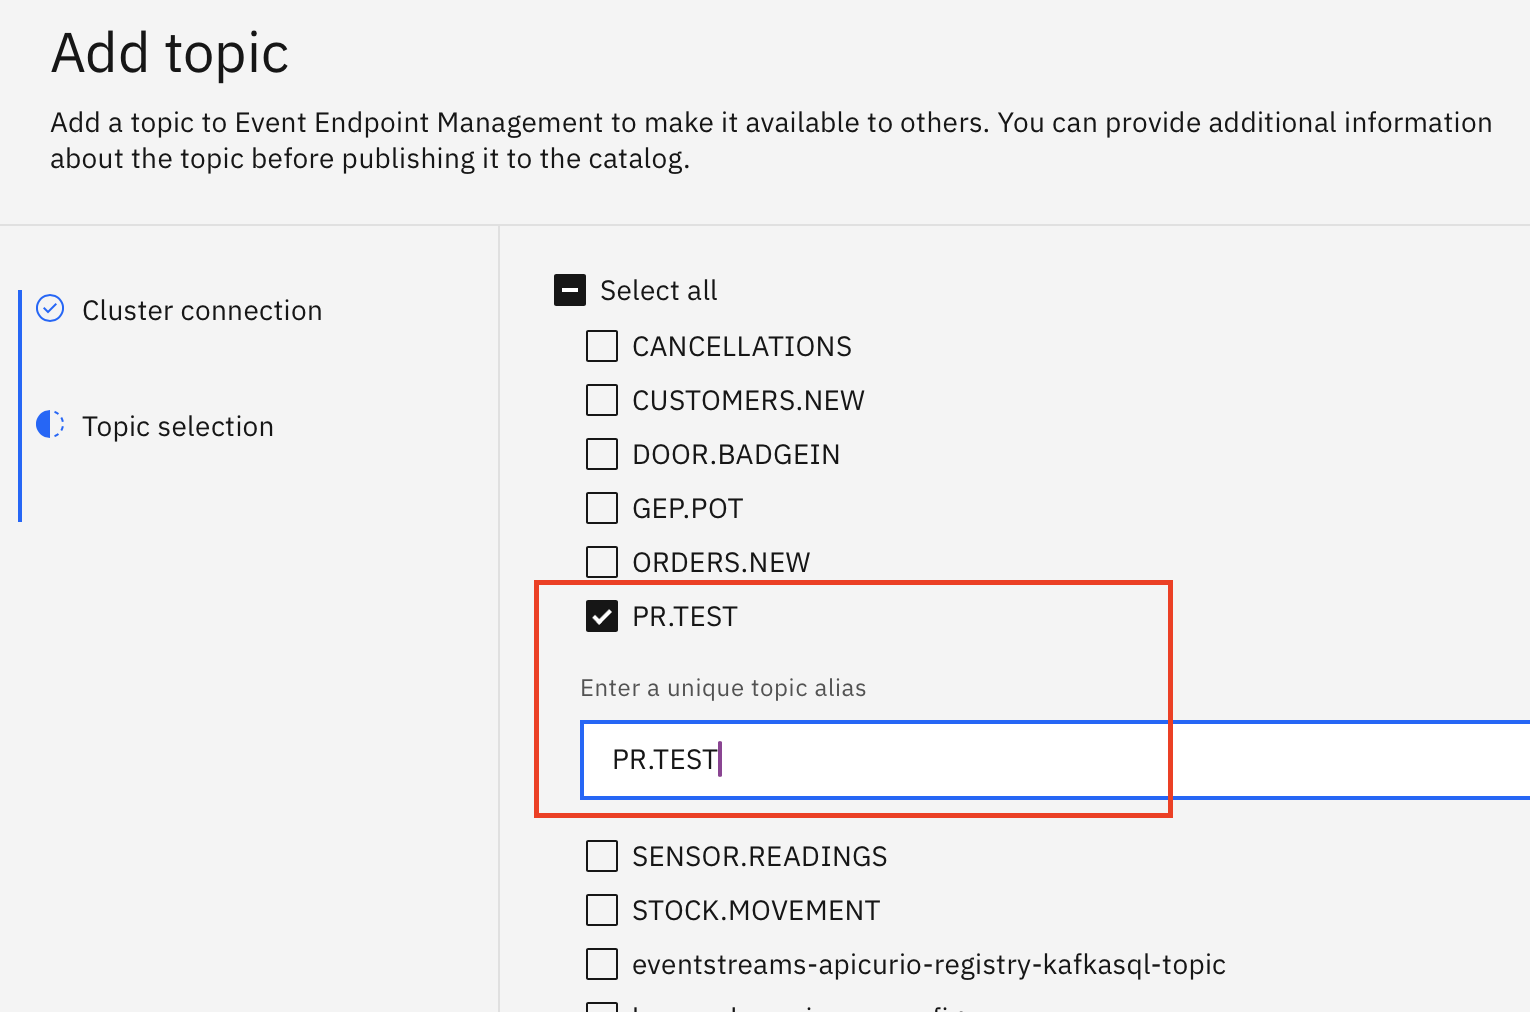 Add topic
Add a topic to Event Endpoint Management to make it available to others. You can provide additional information
about the topic before publishing it to the catalog.
Cluster connection
Topic selection
Select all
CANCELLATIONS
CUSTOMERS.NEW
DOOR.BADGEIN
GEP.POT
ORDERS.NEW
PR.TEST
Enter a unique topic alias
PR.TEST
SENSOR.READINGS
STOCK.MOVEMENT
eventstreams-apicurio-registry-kafkasql-topic